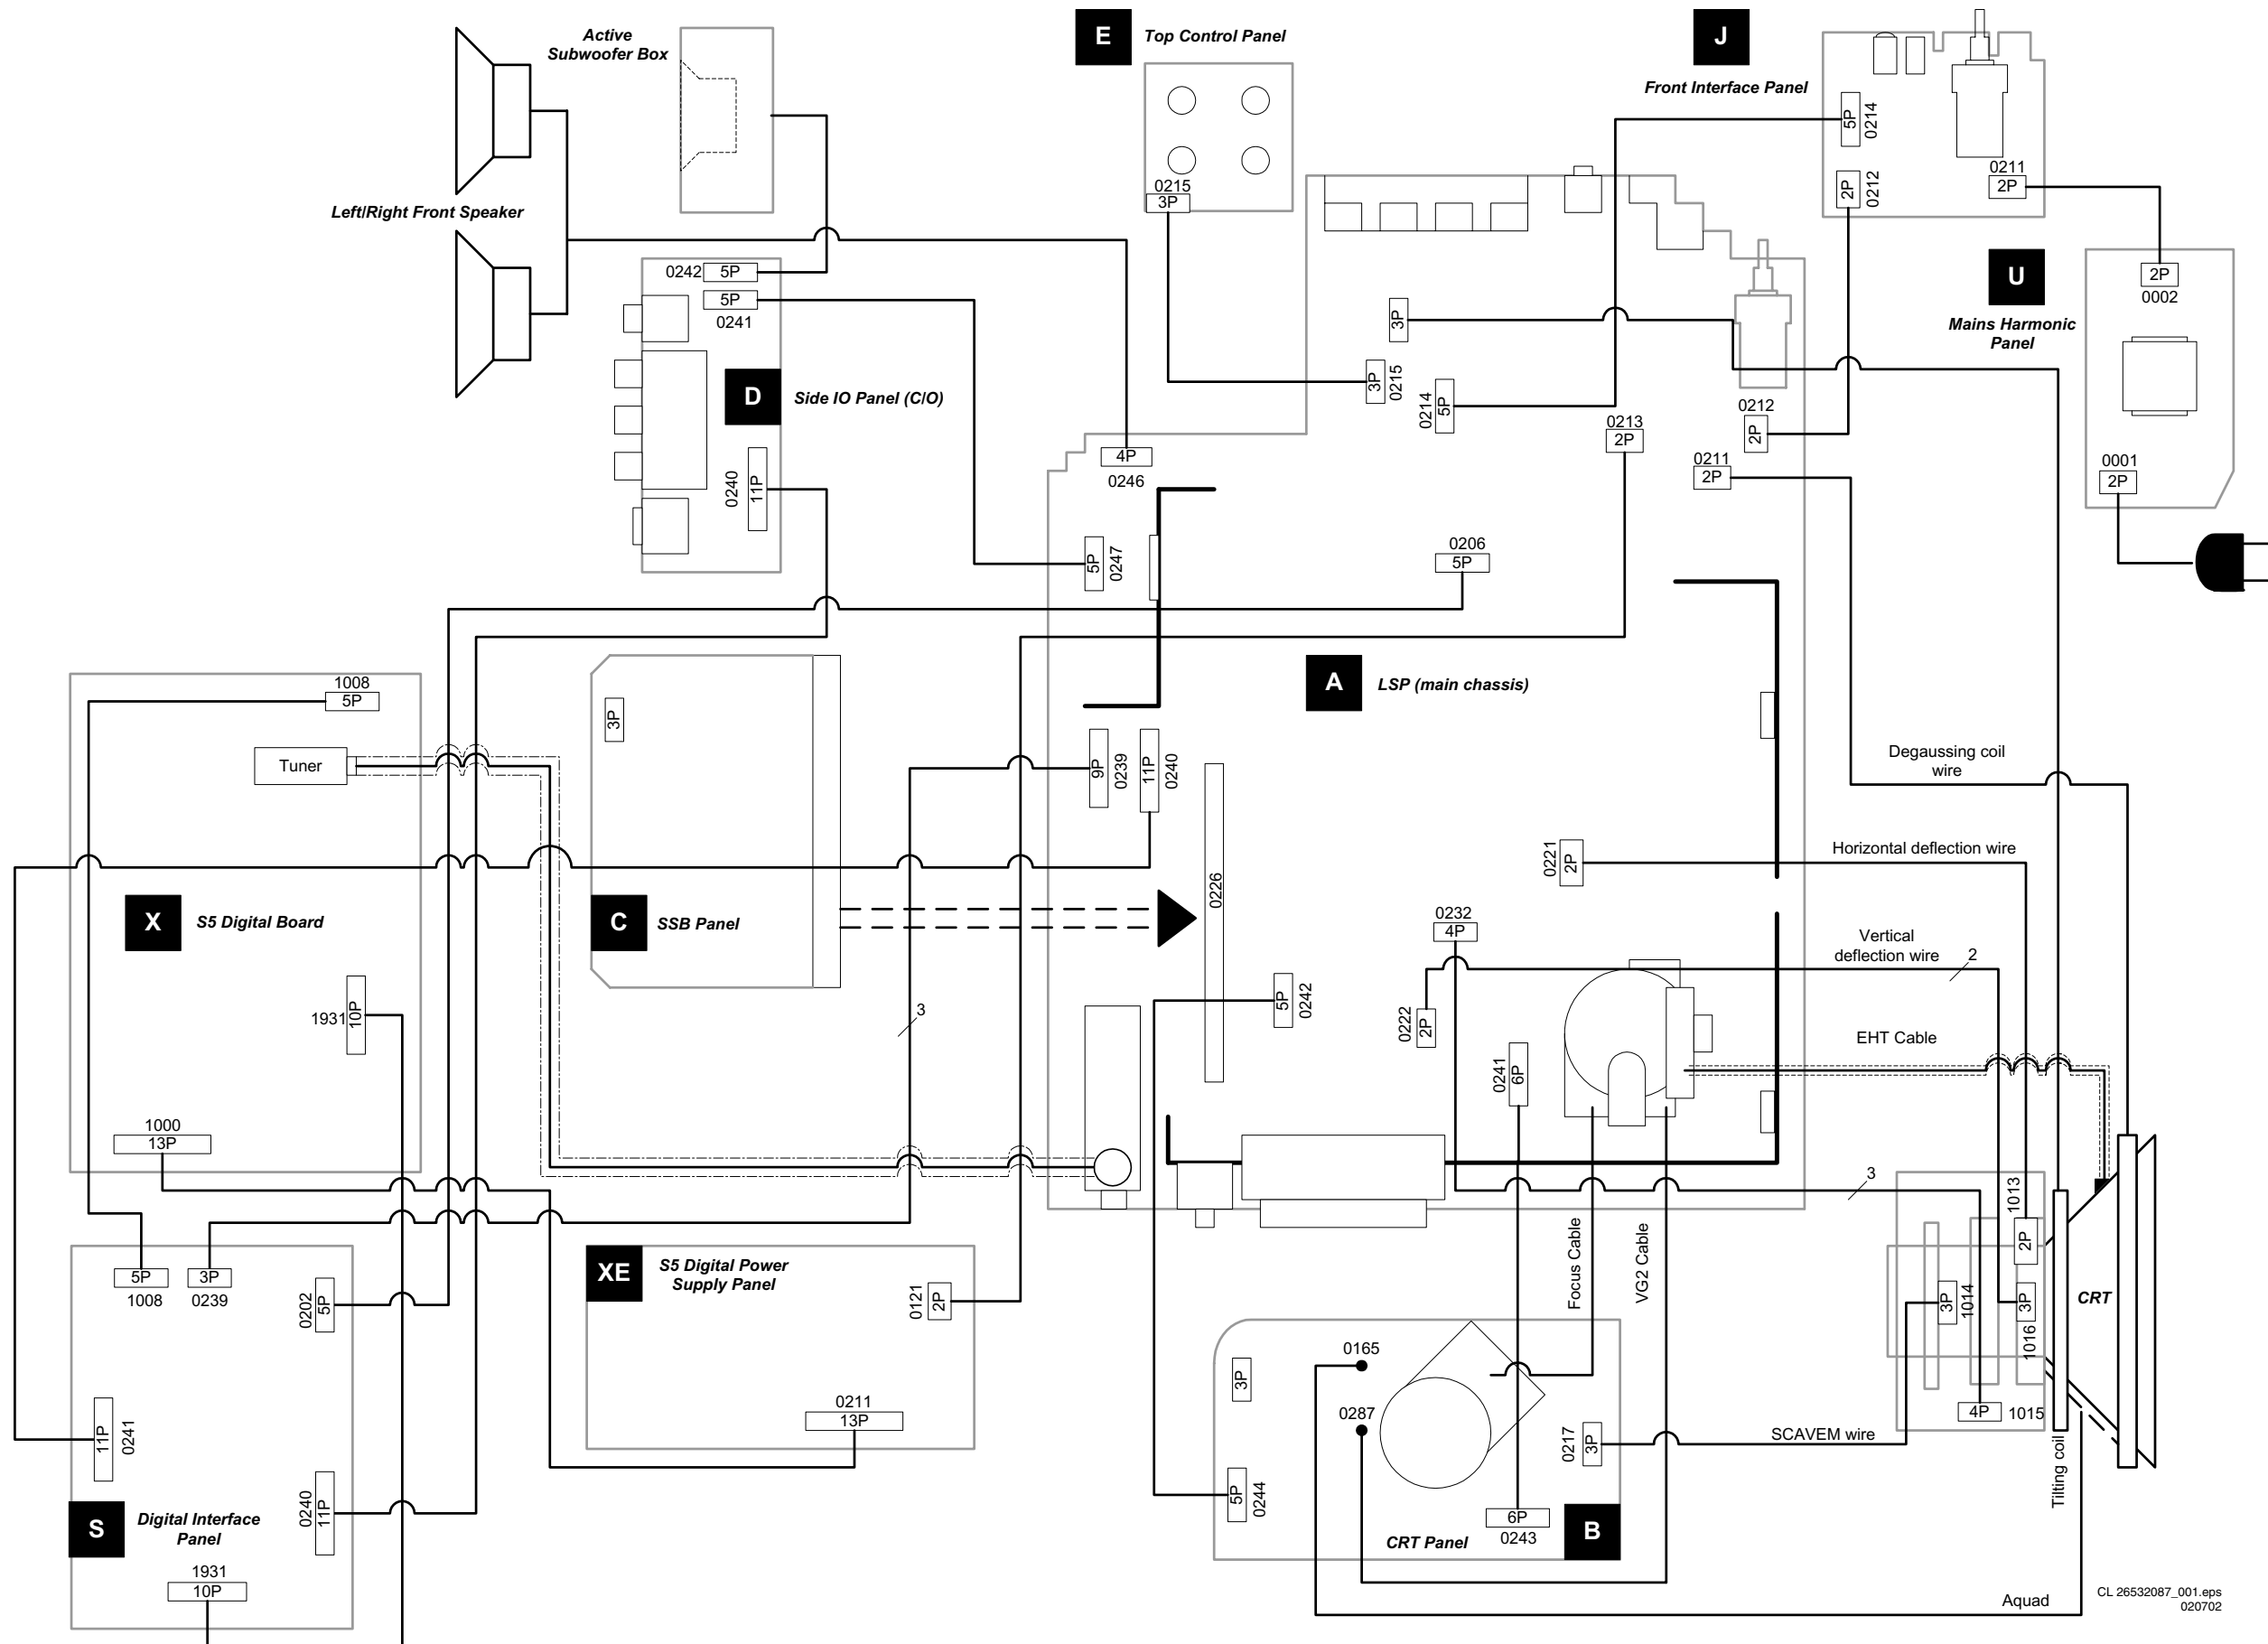 Active
Subwoofer Box
Left/Right Front Speaker
E
Top Control Panel
0215
3P
J
Front Interface Panel
5P
0214
2P
0212
0211
2P
U
Mains Harmonic
Panel
2P
0002
0001
2P
0242
5P
5P
0241
D
Side IO Panel (C/O)
0240
11P
3P
3P
0215
0214
5P
0213
2P
0212
2P
0211
2P
4P
0246
5P
0247
0206
5P
A
LSP (main chassis)
9P
0239
11P
0240
0226
0221
2P
0232
4P
0222
2P
5P
0242
0241
6P
Degaussing coil
wire
Horizontal deflection wire
Vertical
deflection wire
2
EHT Cable
3
1008
5P
Tuner
X
S5 Digital Board
1931
10P
1000
13P
3P
C
SSB Panel
3
5P
1008
3P
0239
0202
5P
11P
0241
0240
11P
S
Digital Interface
Panel
1931
10P
XE
S5 Digital Power
Supply Panel
0121
2P
0211
13P
Focus Cable
VG2 Cable
0165
0287
3P
5P
0244
0217
3P
6P
0243
CRT Panel
B
SCAVEM wire
1013
2P
3P
1014
3P
1016
4P
1015
CRT
Tilting coil
Aquad
CL 26532087_001.eps
020702